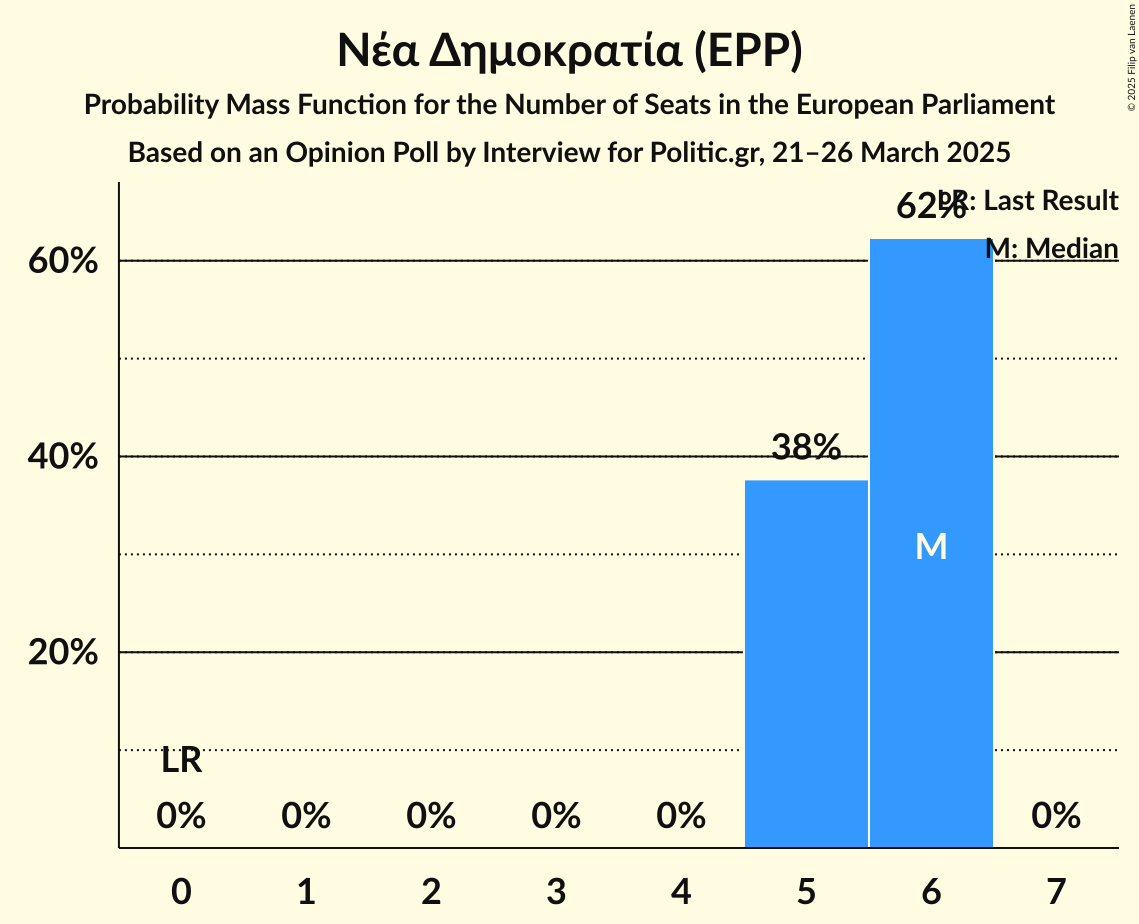 Νέα Δημοκρατία (EPP)
Probability Mass Function for the Number of Seats in the European Parliament
Based on an Opinion Poll by Interview for Politic.gr, 21–26 March 2025
© 2025 Filip van Laenen
LR: Last Result
M: Median
62%
60%
38%
40%
M
20%
LR
0% 0% 0% 0% 0% 0%
0 1 2 3 4 5 6 7